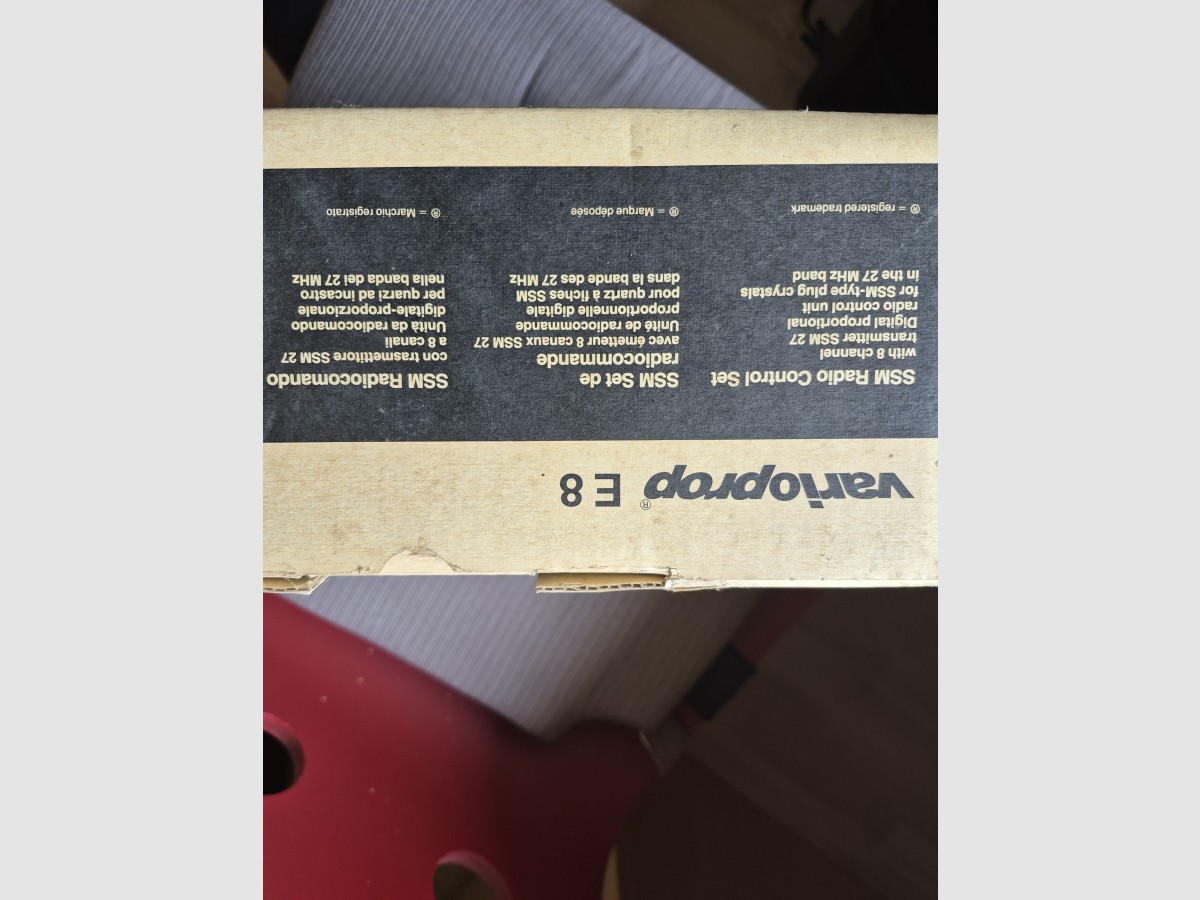 varioprop® E 8
SSM Radio Control Set
with 8 channel
transmitter SSM 27
Digital proportional
radio control unit
for SSM-type plug crystals
in the 27 MHz band
® = registered trademark
SSM Set de
radiocommande
avec émetteur 8 canaux SSM 27
Unité de radiocommande
proportionnelle digitale
pour quartz à fiches SSM
dans la bande des 27 MHz
® = Marque déposée
SSM Radiocomando
con trasmettitore SSM 27
a 8 canali
Unità da radiocomando
digitale-proporzionale
per quarzi ad incastro
nella banda dei 27 MHz
® = Marchio registrato